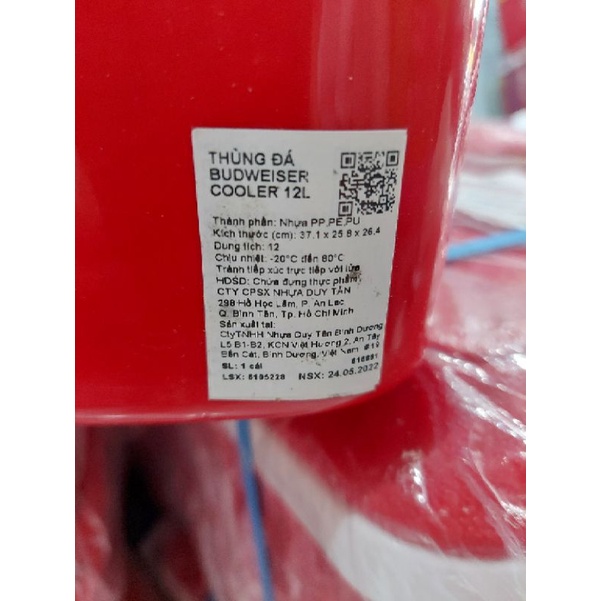 THÙNG ĐÁ
BUDWEISER
COOLER 12L
Thành phần: Nhựa PP,PE,PU
Kích thước (cm): 37.1 x 25.8 x 26.4
Dung tích: 12
Chịu nhiệt: -20°C đến 80°C
Tránh tiếp xúc trực tiếp với lửa
HDSD: Chứa đựng thực phẩm
CTY CPSX NHỰA DUY TÂN
298 Hồ Học Lãm, P. An Lạc
Q. Bình Tân, Tp. Hồ Chí Minh
Sản xuất tại:
CtyTNHH Nhựa Duy Tân Bình Dương
L5 B1-B2, KCN Việt Hương 2, An Tây
Bến Cát, Bình Dương, Việt Nam
SL: 1 cái
LSX: 6195228 NSX: 24.05.2022